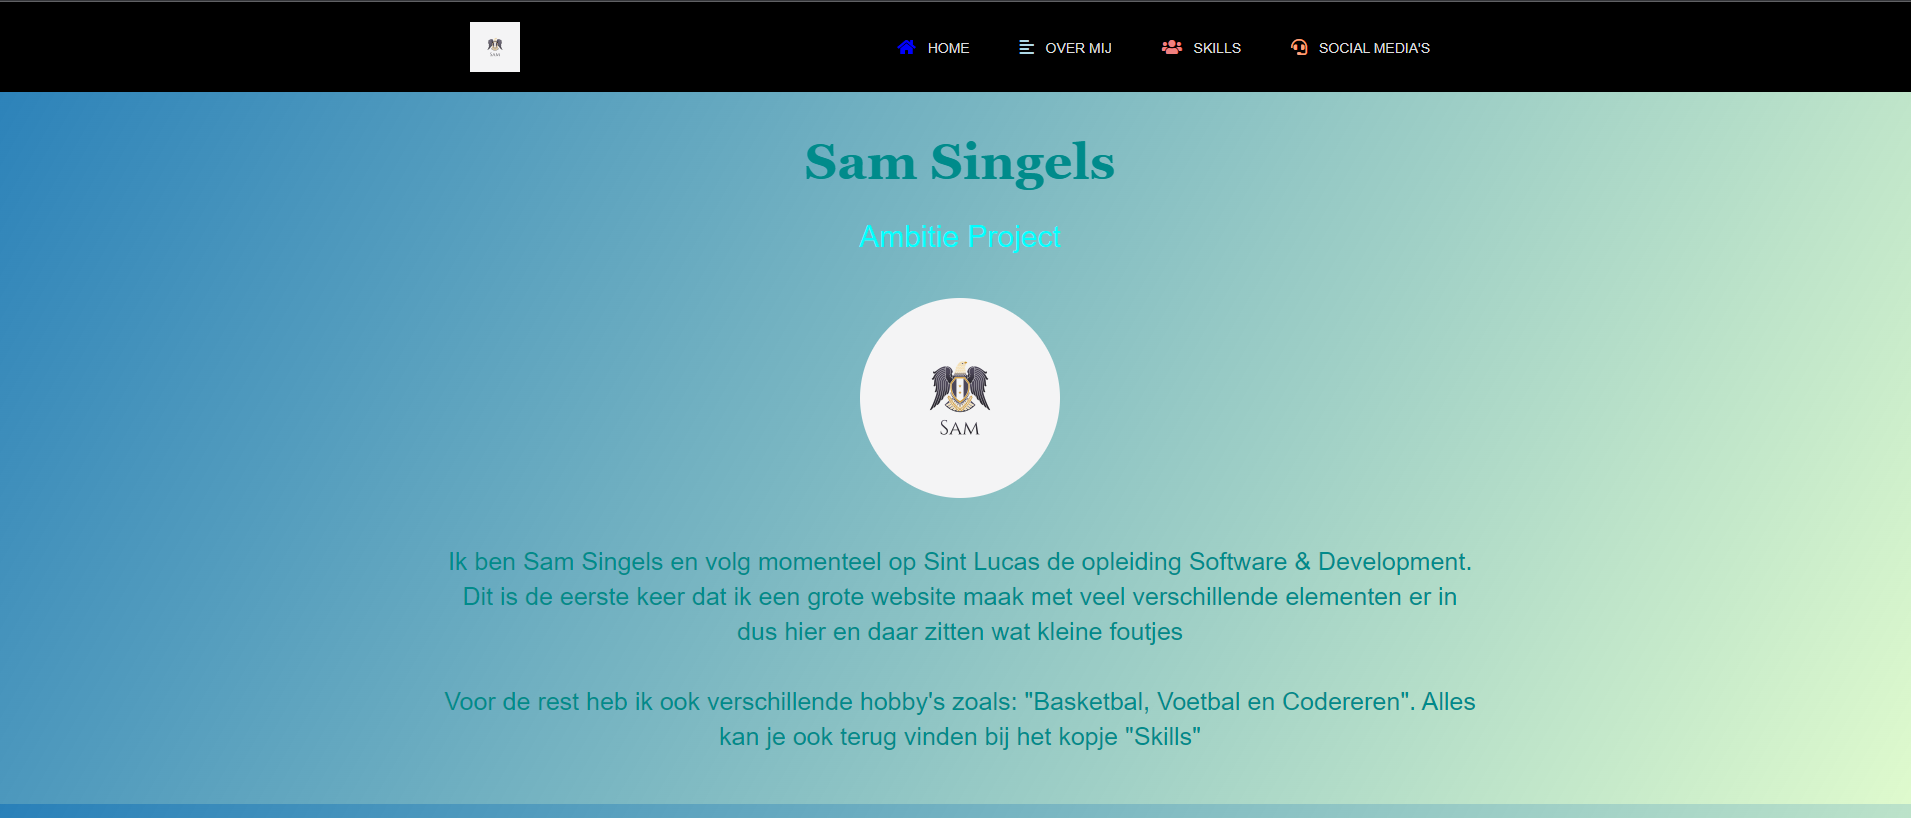 SAM
HOME
OVER MIJ
SKILLS
SOCIAL MEDIA'S
Sam Singels
Ambitie Project
SAM
Ik ben Sam Singels en volg momenteel op Sint Lucas de opleiding Software & Development.
Dit is de eerste keer dat ik een grote website maak met veel verschillende elementen er in
dus hier en daar zitten wat kleine foutjes
Voor de rest heb ik ook verschillende hobby's zoals: "Basketbal, Voetbal en Codereren". Alles
kan je ook terug vinden bij het kopje "Skills"